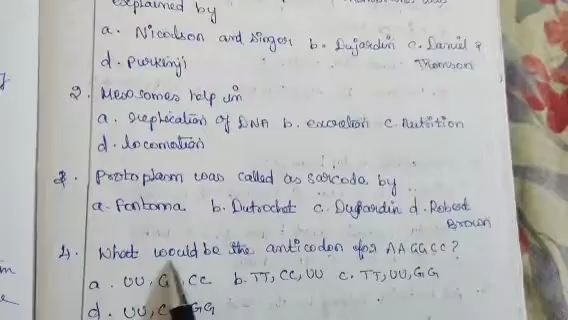 explained by
a. Nicodson and Singer b. Dujardin c. Daniel &
d. Purkinji Thomson
2. Mesosomes help in
a. replication of DNA b. excretion c. Nutrition
d. locomotion
3. Protoplasm was called as sarcode by
a. Fontoma b. Dutrochet c. Dujardin d. Robert
Brown
4. What would be the anticodon for AAGGCC?
a. UU, G, CC b. TT, CC, UU c. TT, UU, GG
d. UU, C GG